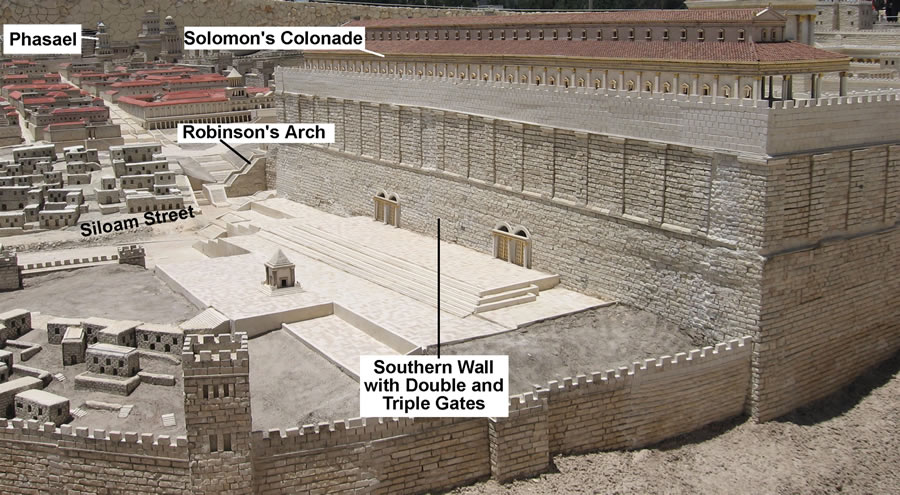 Phasael
Solomon's Colonade
Robinson's Arch
Siloam Street
Southern Wall
with Double and
Triple Gates